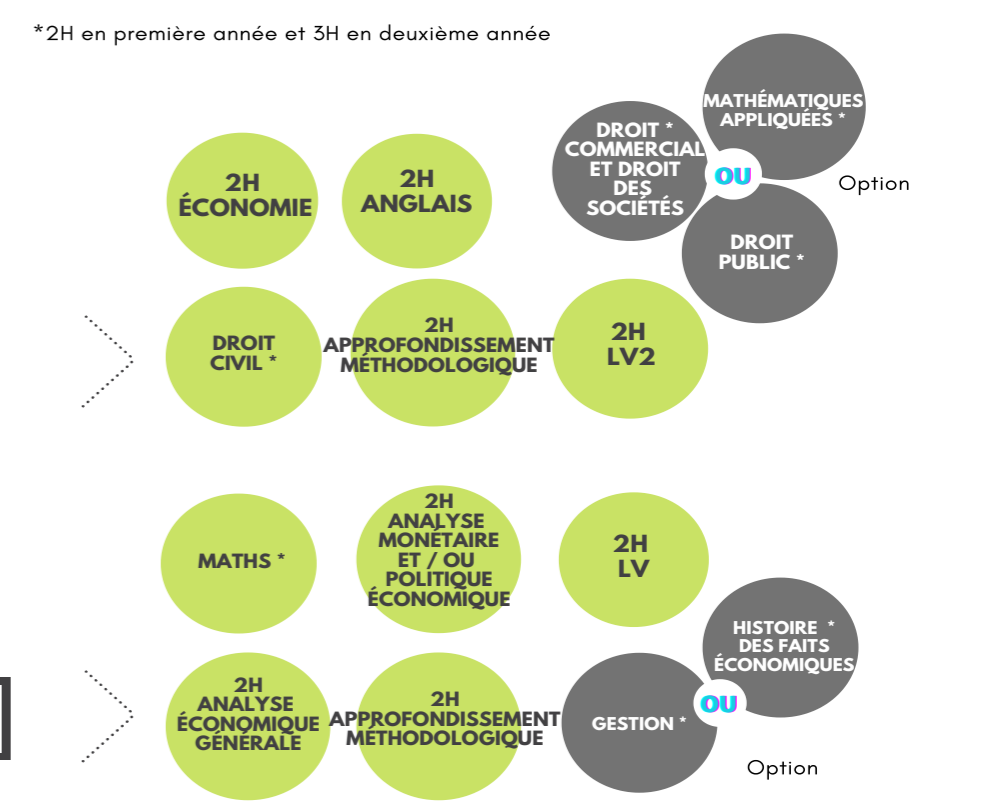 *2H en première année et 3H en deuxième année
2H
ÉCONOMIE
2H
ANGLAIS
DROIT *
COMMERCIAL
ET DROIT
DES
SOCIÉTÉS
MATHÉMATIQUES
APPLIQUÉES *
OU
Option
DROIT
PUBLIC *
DROIT
CIVIL *
2H
APPROFONDISSEMENT
MÉTHODOLOGIQUE
2H
LV2
MATHS *
2H
ANALYSE
MONÉTAIRE
ET / OU
POLITIQUE
ÉCONOMIQUE
2H
LV
2H
ANALYSE
ÉCONOMIQUE
GÉNÉRALE
2H
APPROFONDISSEMENT
MÉTHODOLOGIQUE
GESTION *
OU
HISTOIRE *
DES FAITS
ÉCONOMIQUES
Option